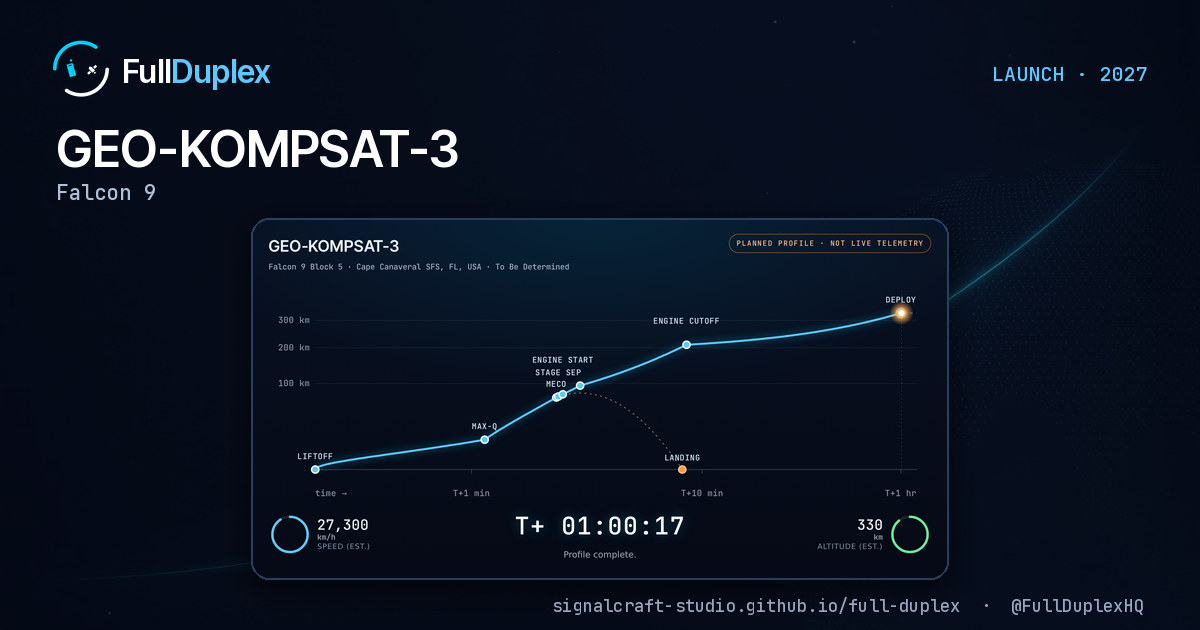 FullDuplex
LAUNCH · 2027
GEO-KOMPSAT-3
Falcon 9
GEO-KOMPSAT-3
PLANNED PROFILE · NOT LIVE TELEMETRY
Falcon 9 Block 5 · Cape Canaveral SFS, FL, USA · To Be Determined
DEPLOY
300 km
ENGINE CUTOFF
200 km
ENGINE START
STAGE SEP
100 km
MECO
MAX-Q
LIFTOFF
LANDING
time →
T+1 min
T+10 min
T+1 hr
27,300
km/h
SPEED (EST.)
T+ 01:00:17
Profile complete.
330
km
ALTITUDE (EST.)
signalcraft-studio.github.io/full-duplex · @FullDuplexHQ